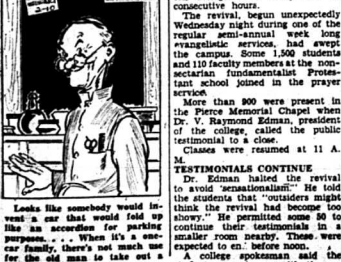 2-10
Looks like somebody would in-
vent a car that would fold up
like an accordion for parking
purposes. . . . When it's a one-
car family, there's not much use
for the old man to take out a
consecutive hours.
The revival, begun unexpectedly
Wednesday night during one of the
regular semi-annual week long
evangelistic services, had swept
the campus. Some 1,500 students
and 110 faculty members at the non-
sectarian fundamentalist Protes-
tant school joined in the prayer
service.
More than 900 were present in
the Pierce Memorial Chapel when
Dr. V. Raymond Edman, president
of the college, called the public
testimonial to a close.
Classes were resumed at 11 A.
M.
TESTIMONIALS CONTINUE
Dr. Edman halted the revival
to avoid "sensationalism." He told
the students that "outsiders might
think the revival had become too
showy." He permitted some 50 to
continue their testimonials in a
smaller room nearby. These were
expected to en. before noon.
A college spokesman said the